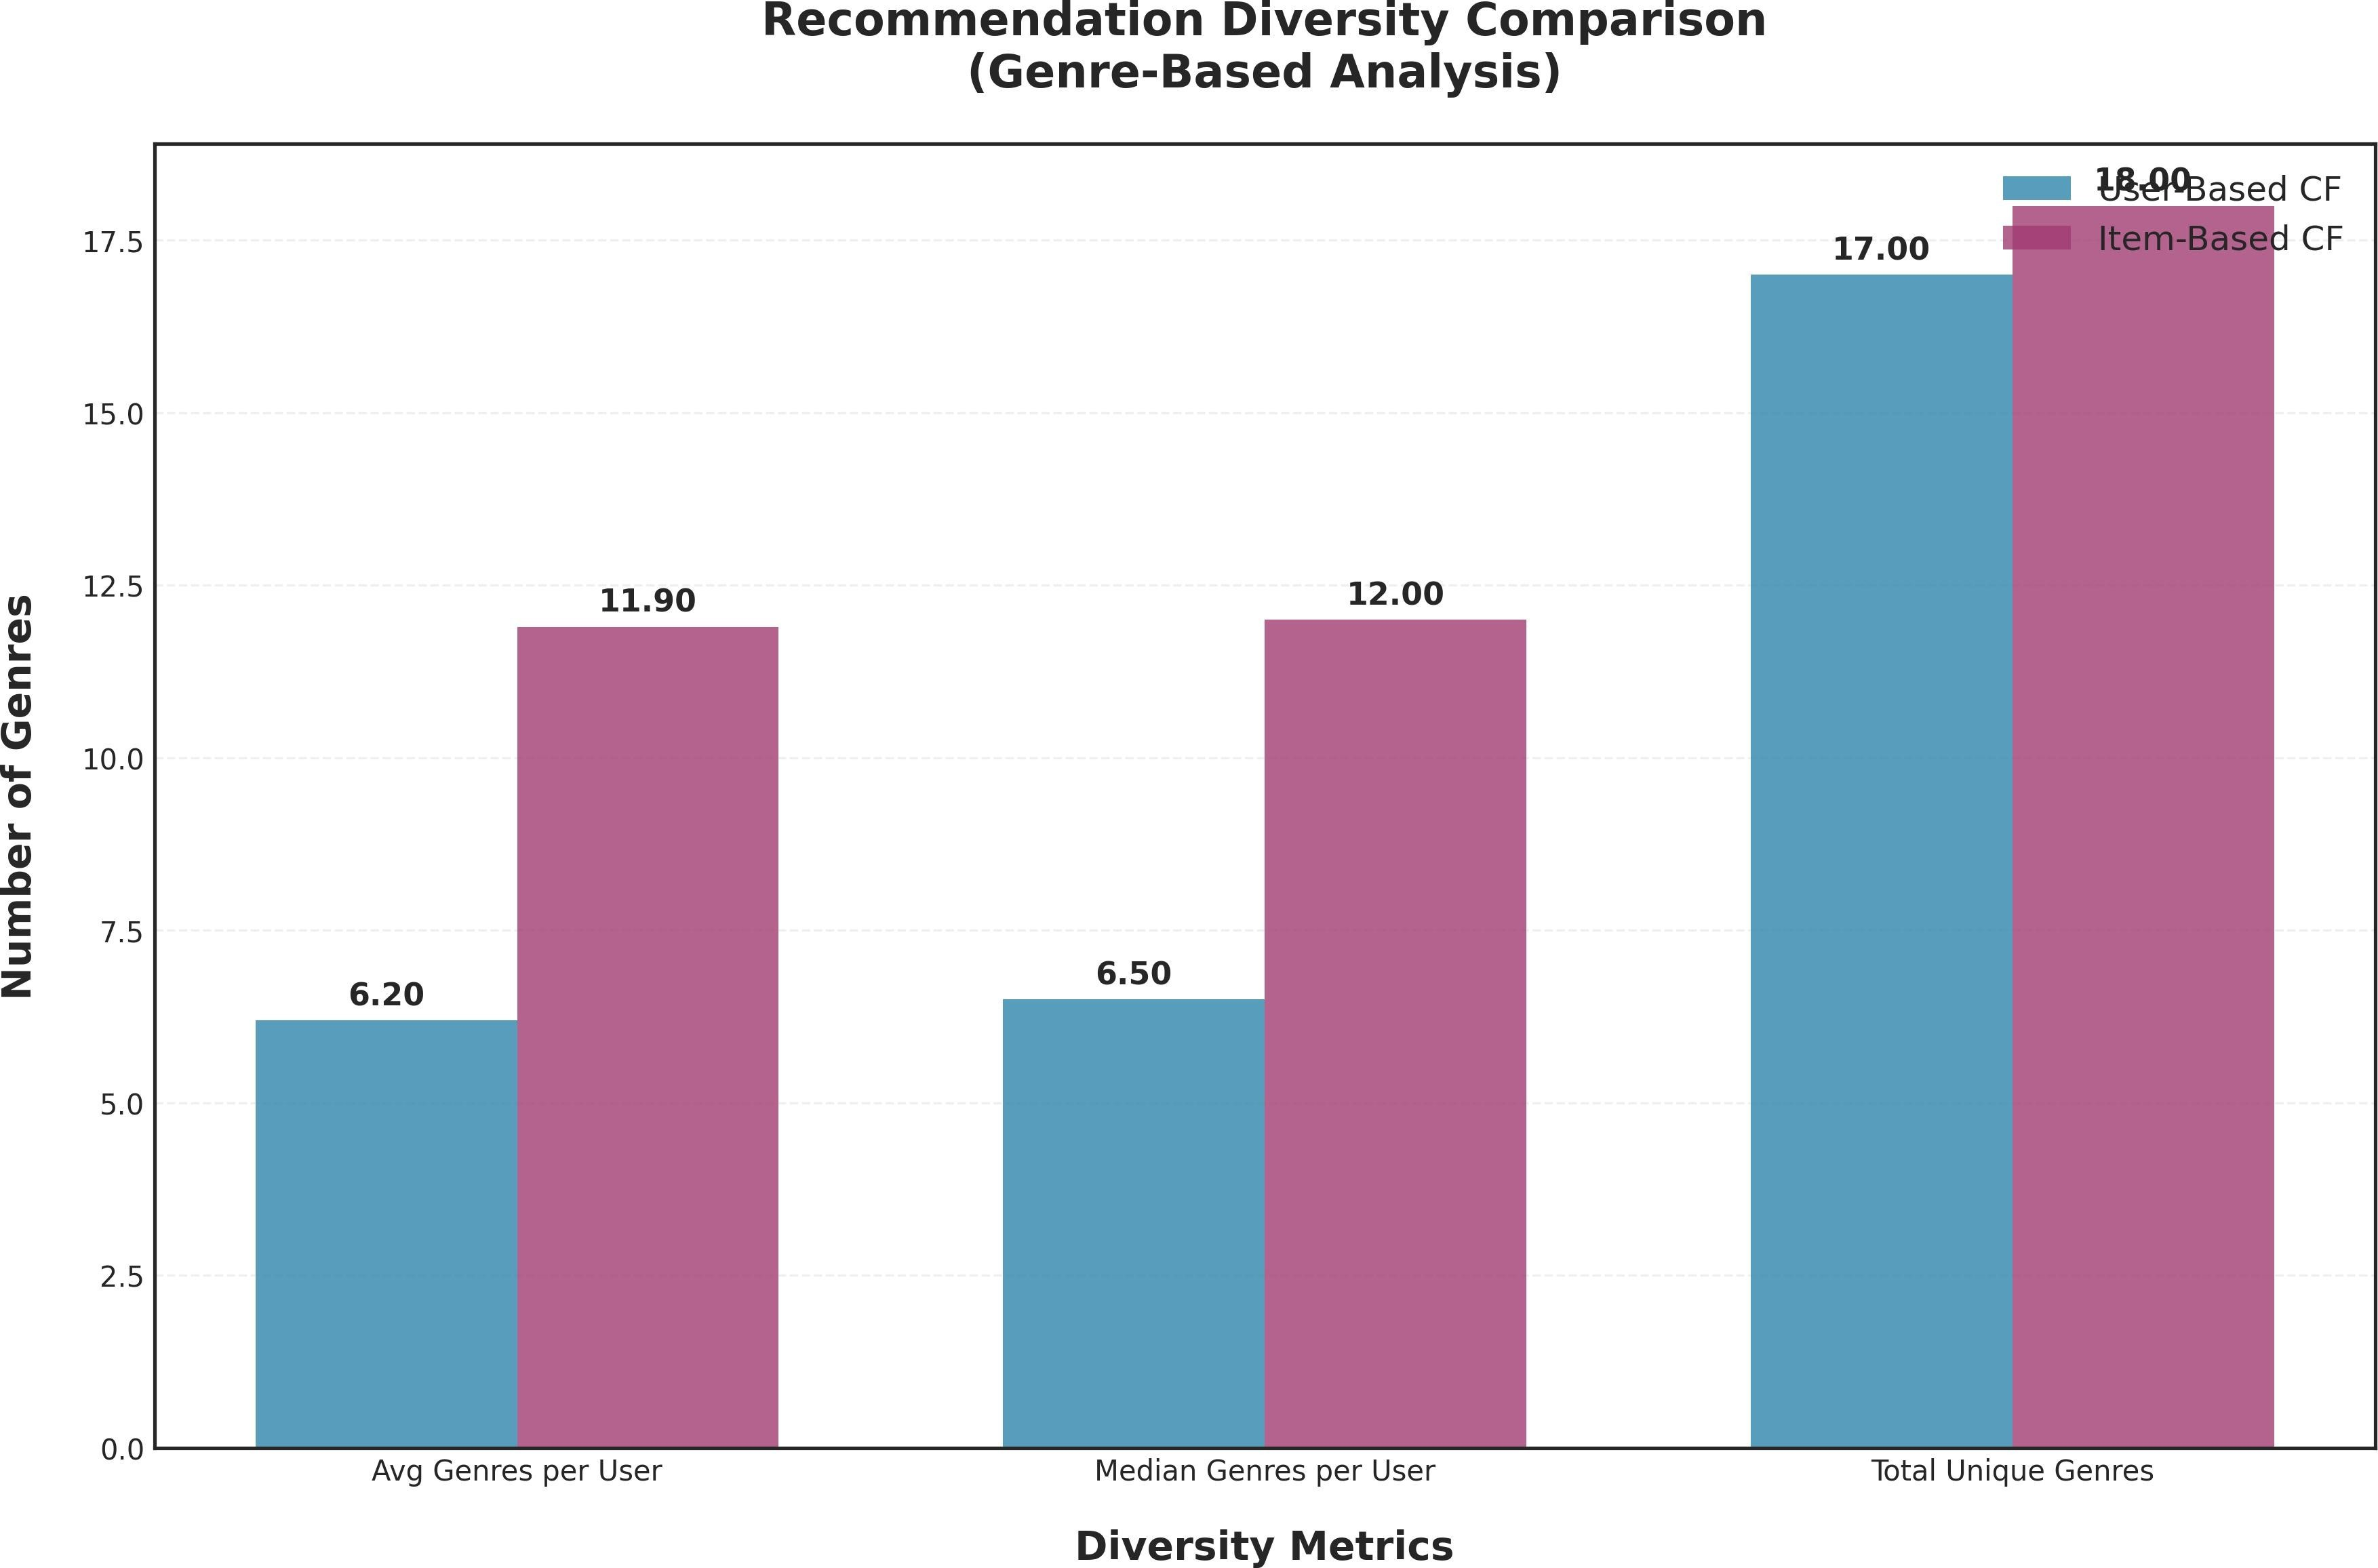 Recommendation Diversity Comparison
(Genre-Based Analysis)
18.00
User-Based CF
Item-Based CF
17.00
17.5
15.0
12.5
10.0
7.5
5.0
2.5
0.0
Number of Genres
6.20
11.90
6.50
12.00
Avg Genres per User
Median Genres per User
Total Unique Genres
Diversity Metrics